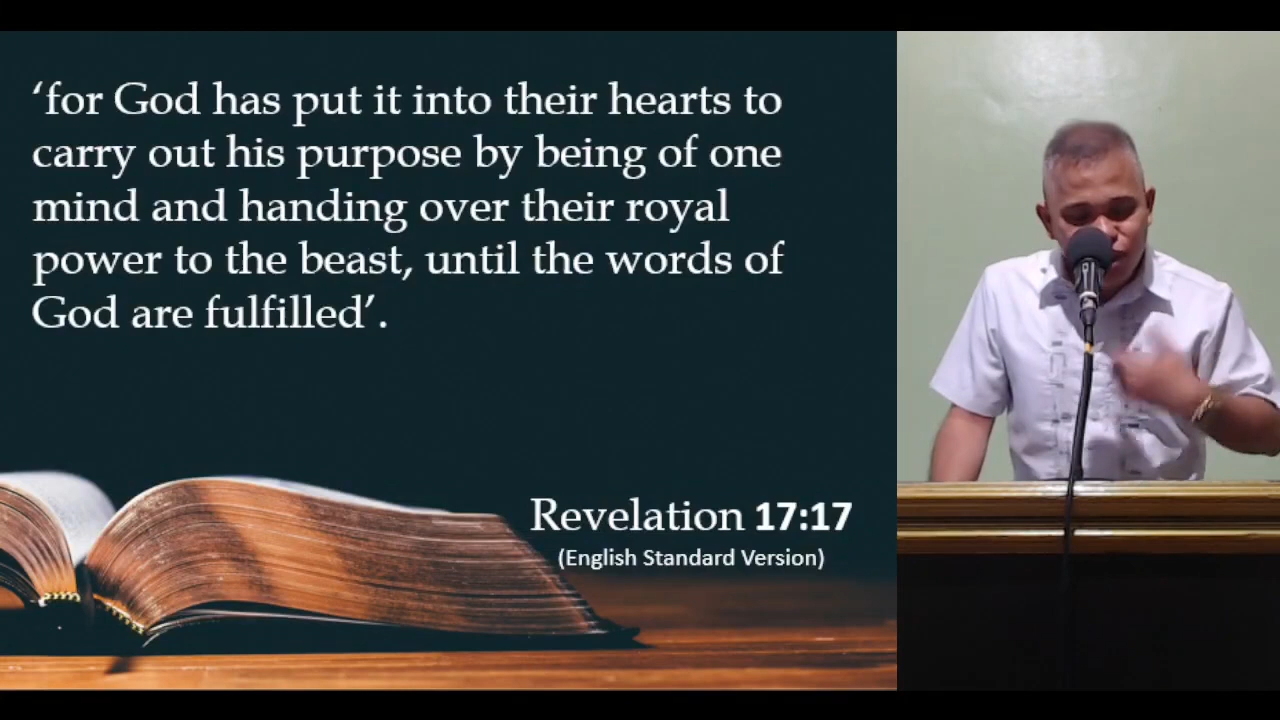 ‘for God has put it into their hearts to
carry out his purpose by being of one
mind and handing over their royal
power to the beast, until the words of
God are fulfilled’.
Revelation 17:17
(English Standard Version)